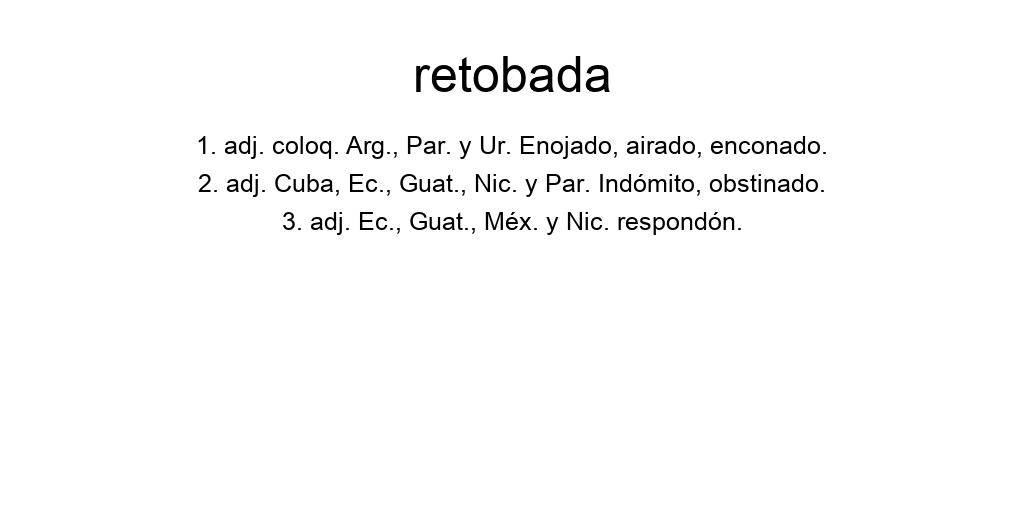 retobada
1. adj. coloq. Arg., Par. y Ur. Enojado, airado, enconado.
2. adj. Cuba, Ec., Guat., Nic. y Par. Indómito, obstinado.
3. adj. Ec., Guat., Méx. y Nic. respondón.